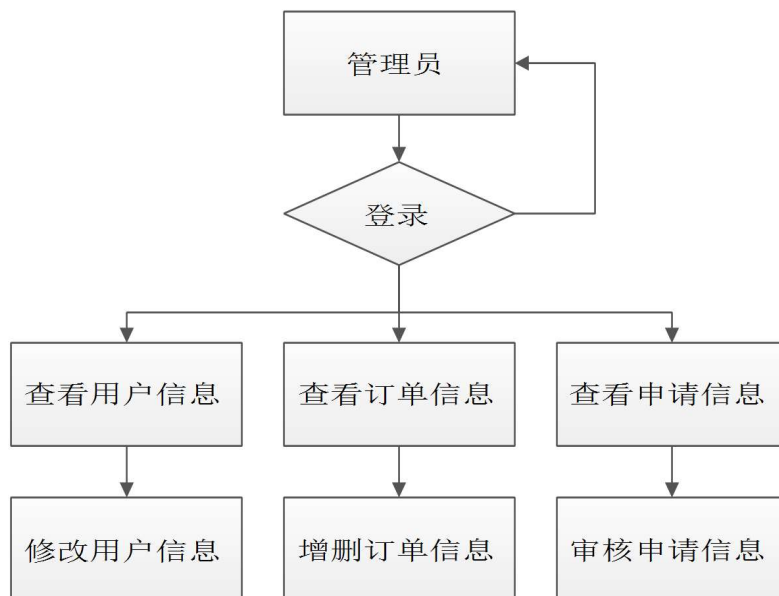 管理员
登录
查看用户信息
查看订单信息
查看申请信息
修改用户信息
增删订单信息
审核申请信息